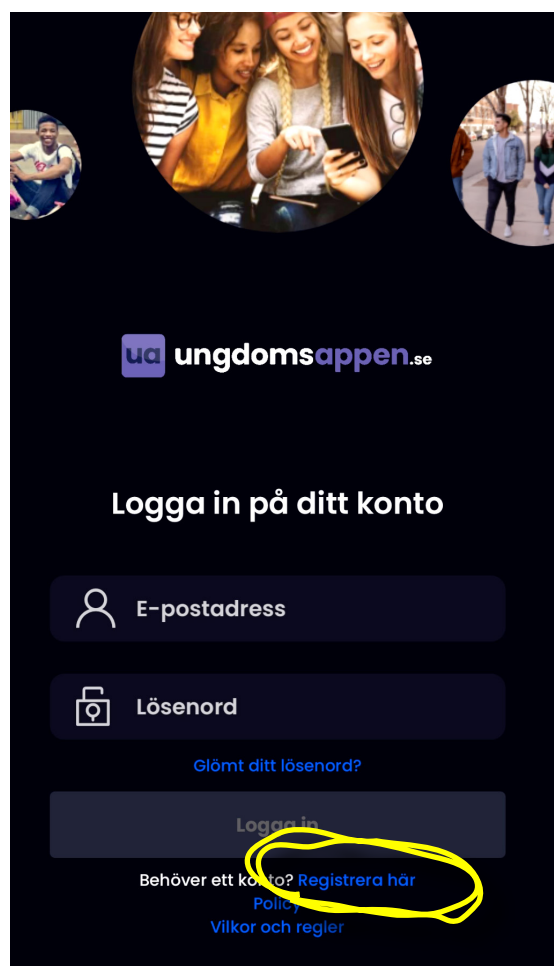 ua ungdomsappen.se
Logga in på ditt konto
E-postadress
Lösenord
Glömt ditt lösenord?
Logga in
Behöver ett konto? Registrera här
Policy
Vilkor och regler